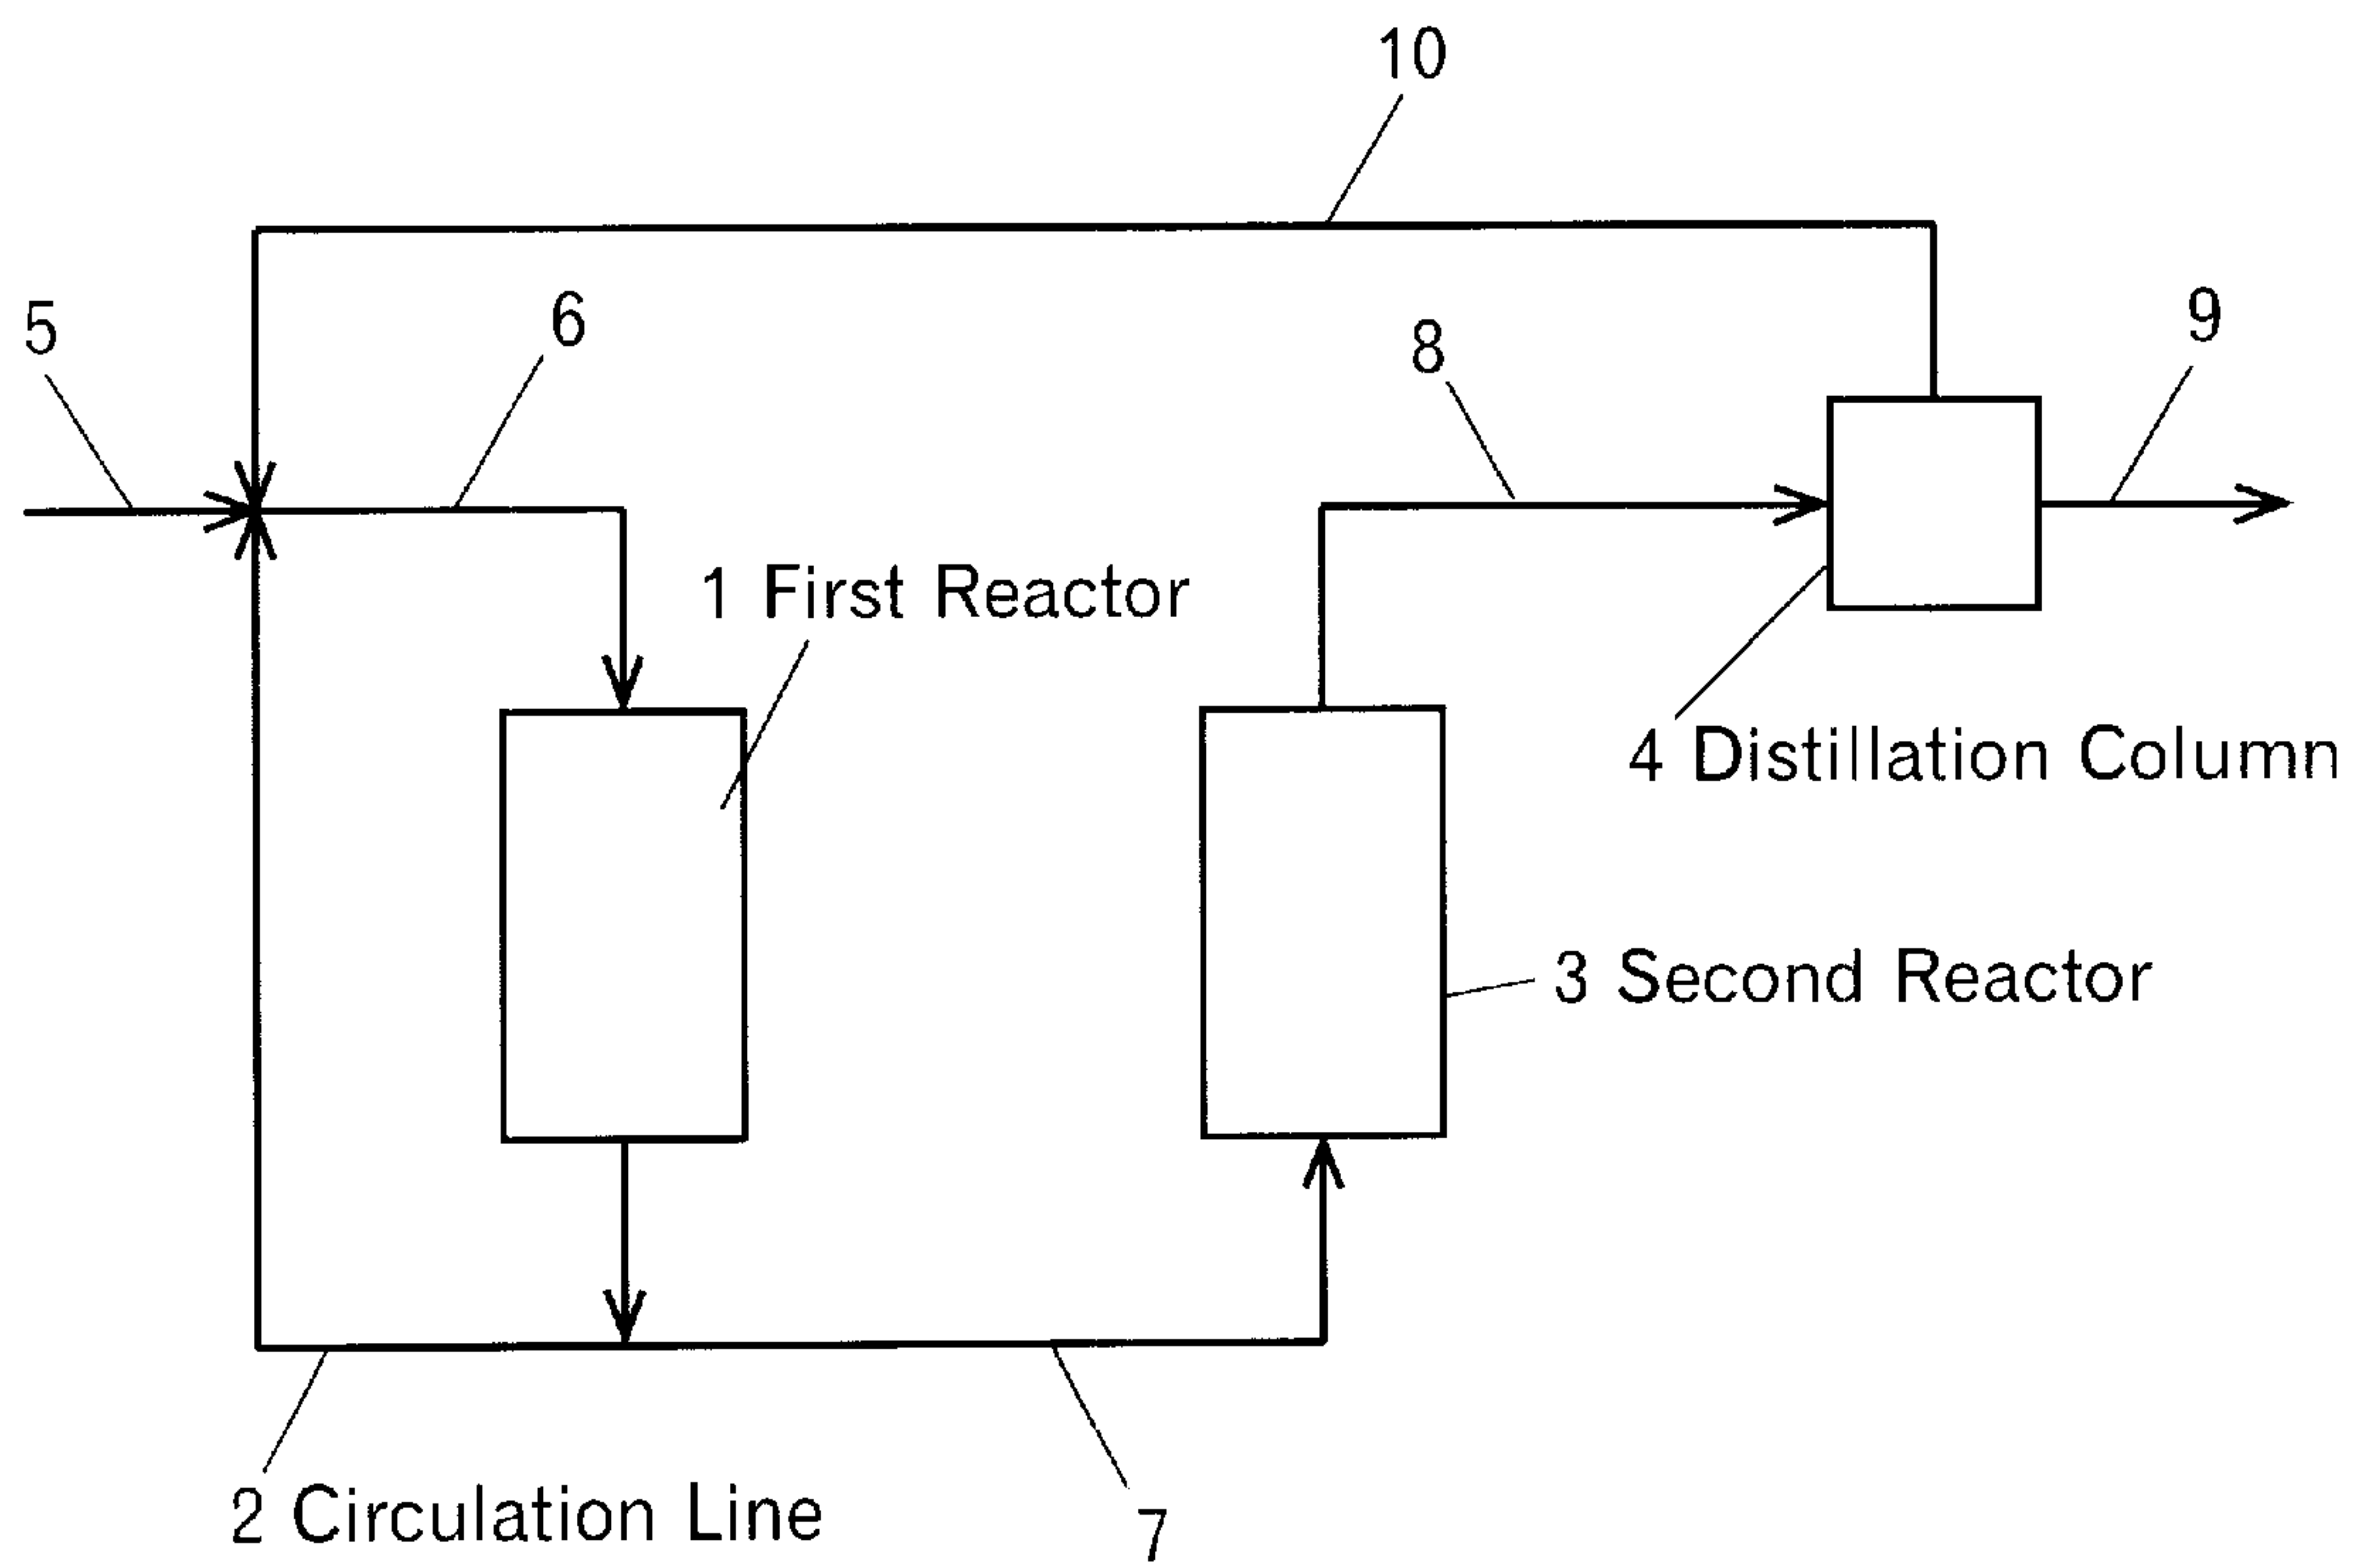 10
5
6
8
9
1 First Reactor
4 Distillation Column
3 Second Reactor
2 Circulation Line
7